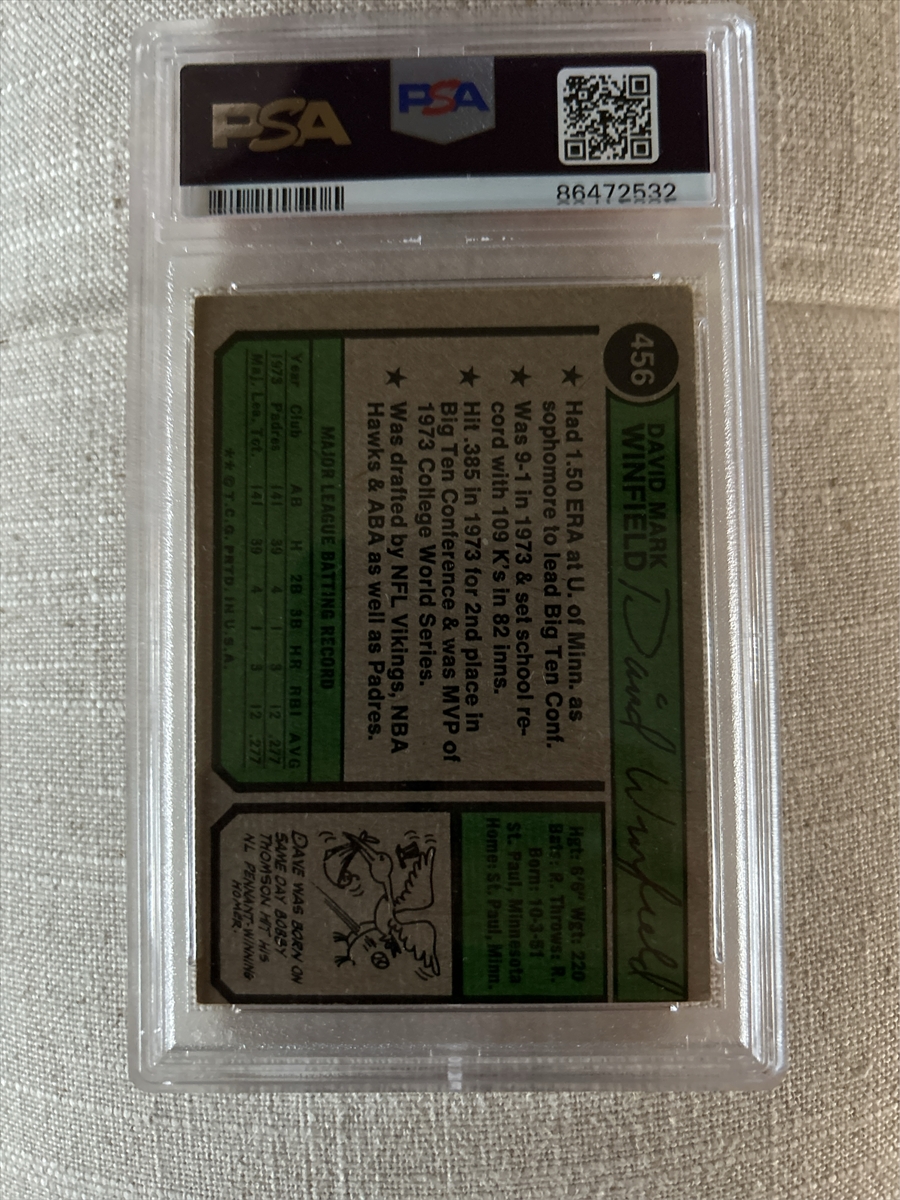 PSA
PSA
86472532
456
DAVID MARK
WINFIELD
David Winfield
★ Had 1.50 ERA at U. of Minn. as
sophomore to lead Big Ten Conf.
★ Was 9-1 in 1973 & set school re-
cord with 109 K's in 82 inns.
★ Hit .385 in 1973 for 2nd place in
Big Ten Conference & was MVP of
1973 College World Series.
★ Was drafted by NFL Vikings, NBA
Hawks & ABA as well as Padres.
MAJOR LEAGUE BATTING RECORD
Year Club AB H 2B 3B HR RBI AVG
1973 Padres 141 39 4 1 3 12 .277
Maj. Lea. Tot. 141 39 4 1 3 12 .277
**©T.C.G. PRTD. IN U.S.A.
Hgt: 6'6" Wgt: 220
Bats: R. Throws: R.
Born: 10-3-51
St. Paul, Minnesota
Home: St. Paul, Minn.
DAVE WAS BORN ON
SAME DAY BOBBY
THOMSON HIT HIS
NL PENNANT-WINNING
HOMER.